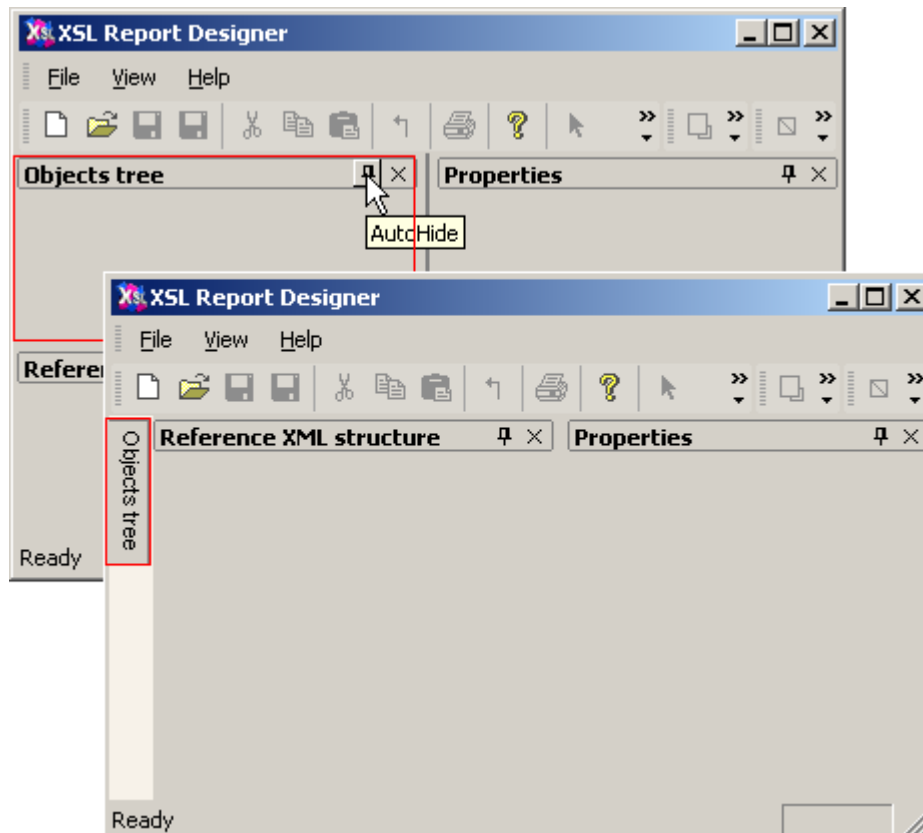 XSL Report Designer
File View Help
Objects tree
Properties
AutoHide
XSL Report Designer
File View Help
Ready
Objects tree
Reference XML structure
Properties
Ready